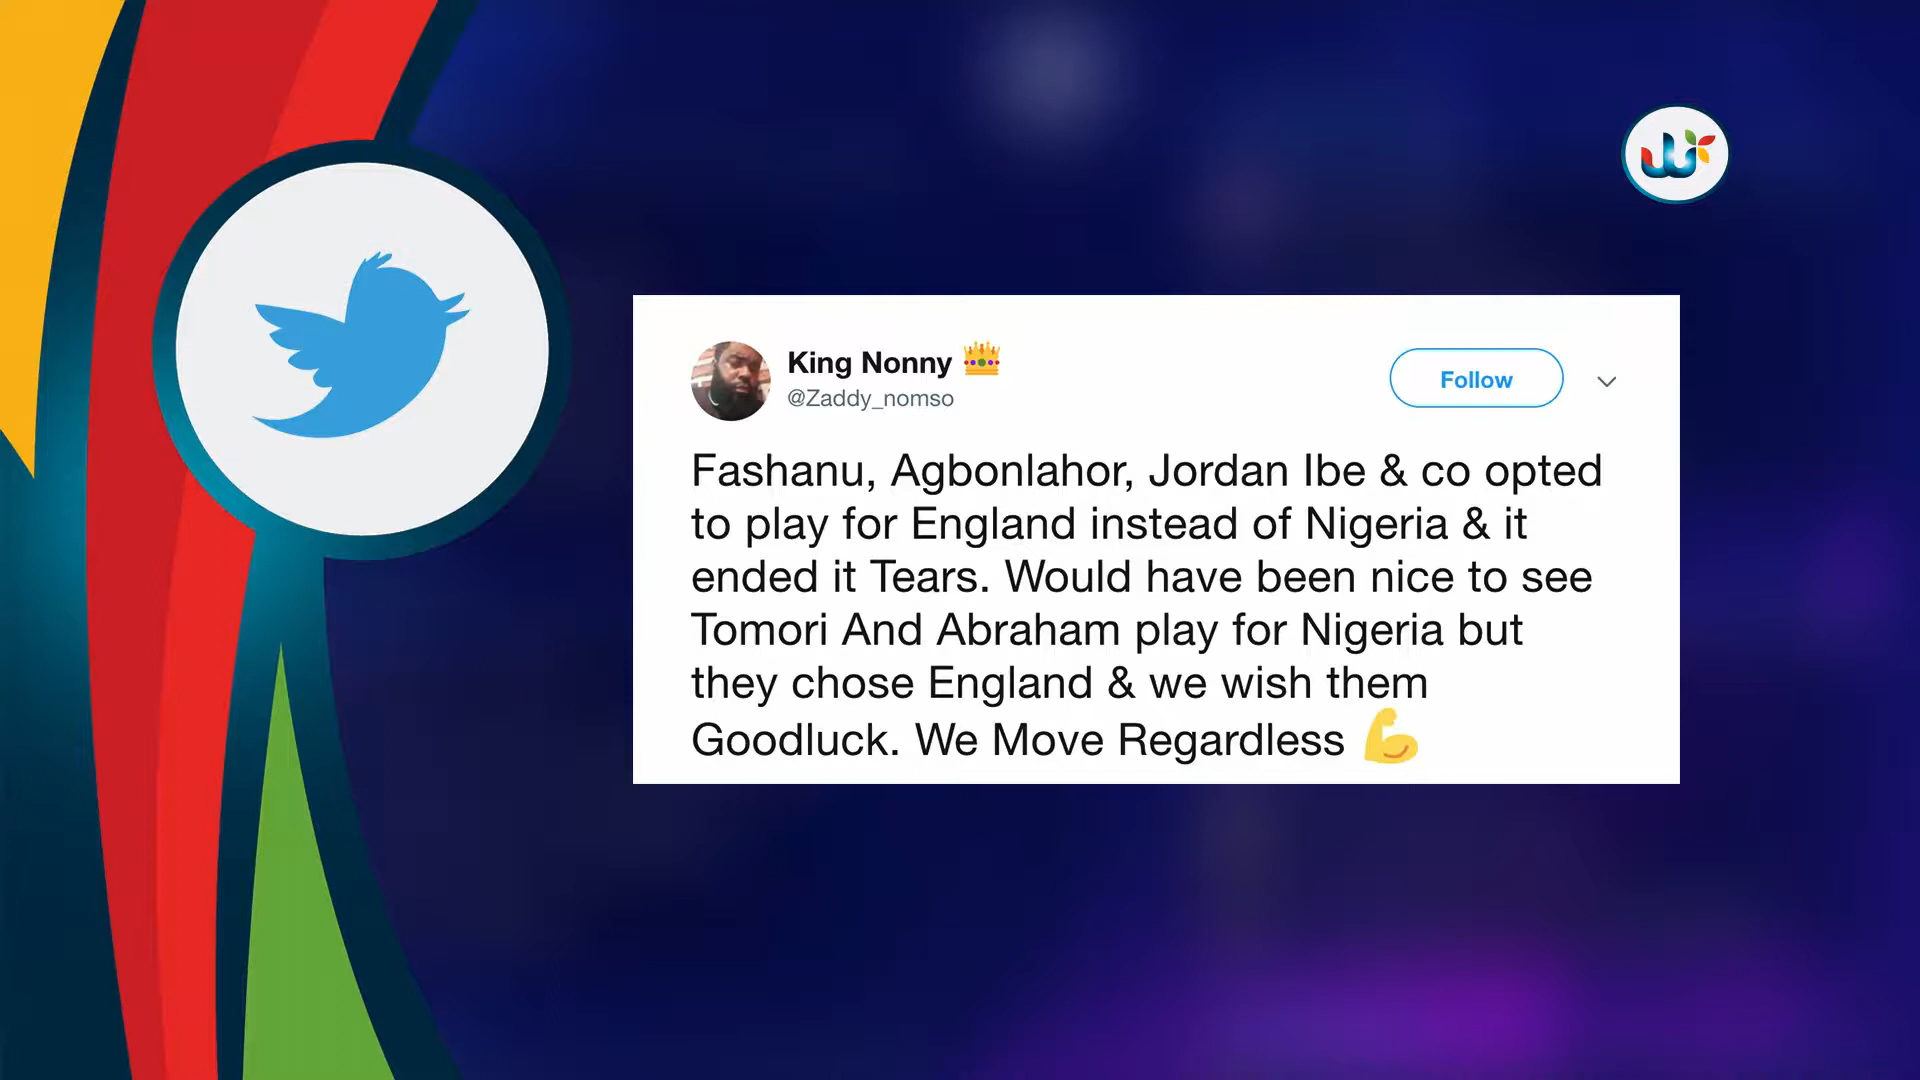 King Nonny 👑
@Zaddy_nomso
Follow
Fashanu, Agbonlahor, Jordan Ibe & co opted
to play for England instead of Nigeria & it
ended it Tears. Would have been nice to see
Tomori And Abraham play for Nigeria but
they chose England & we wish them
Goodluck. We Move Regardless 💪